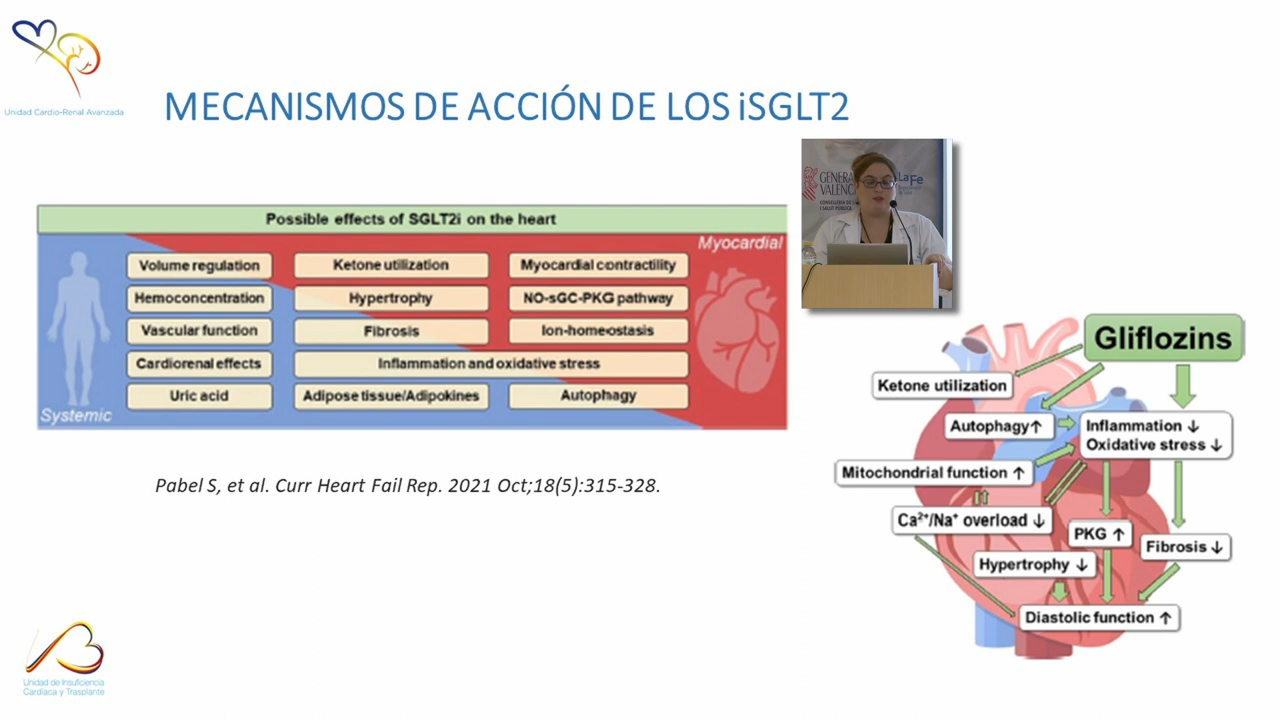 Unidad Cardio-Renal Avanzada
MECANISMOS DE ACCIÓN DE LOS iSGLT2
Possible effects of SGLT2i on the heart
Myocardial
Volume regulation
Ketone utilization
Myocardial contractility
Hemoconcentration
Hypertrophy
NO-sGC-PKG pathway
Vascular function
Fibrosis
Ion-homeostasis
Cardiorenal effects
Inflammation and oxidative stress
Uric acid
Adipose tissue/Adipokines
Autophagy
Systemic
Pabel S, et al. Curr Heart Fail Rep. 2021 Oct;18(5):315-328.
GENERA
VALENC
LaFe
Gliflozins
Ketone utilization
Autophagy↑
Inflammation ↓
Oxidative stress ↓
Mitochondrial function ↑
Ca²⁺/Na⁺ overload ↓
PKG ↑
Fibrosis ↓
Hypertrophy ↓
Diastolic function ↑
Unidad de Insuficiencia
Cardíaca y Trasplante